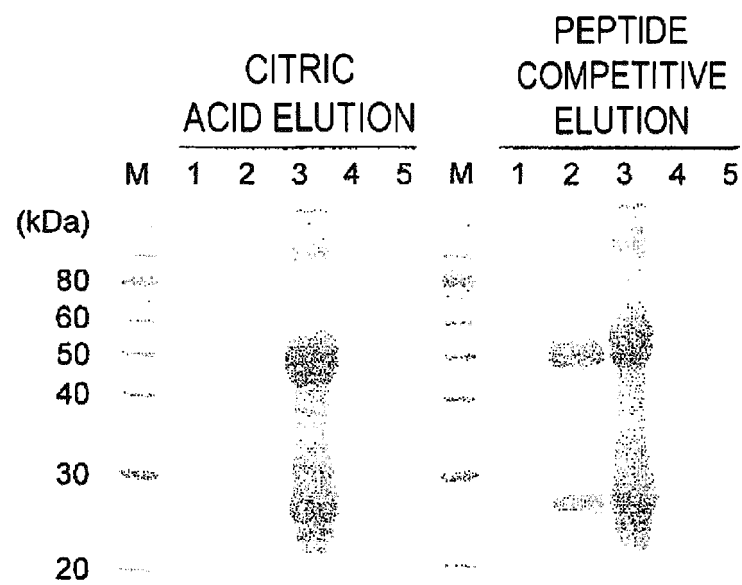 CITRIC
ACID ELUTION
PEPTIDE
COMPETITIVE
ELUTION
M 1 2 3 4 5 M 1 2 3 4 5
(kDa)
80
60
50
40
30
20